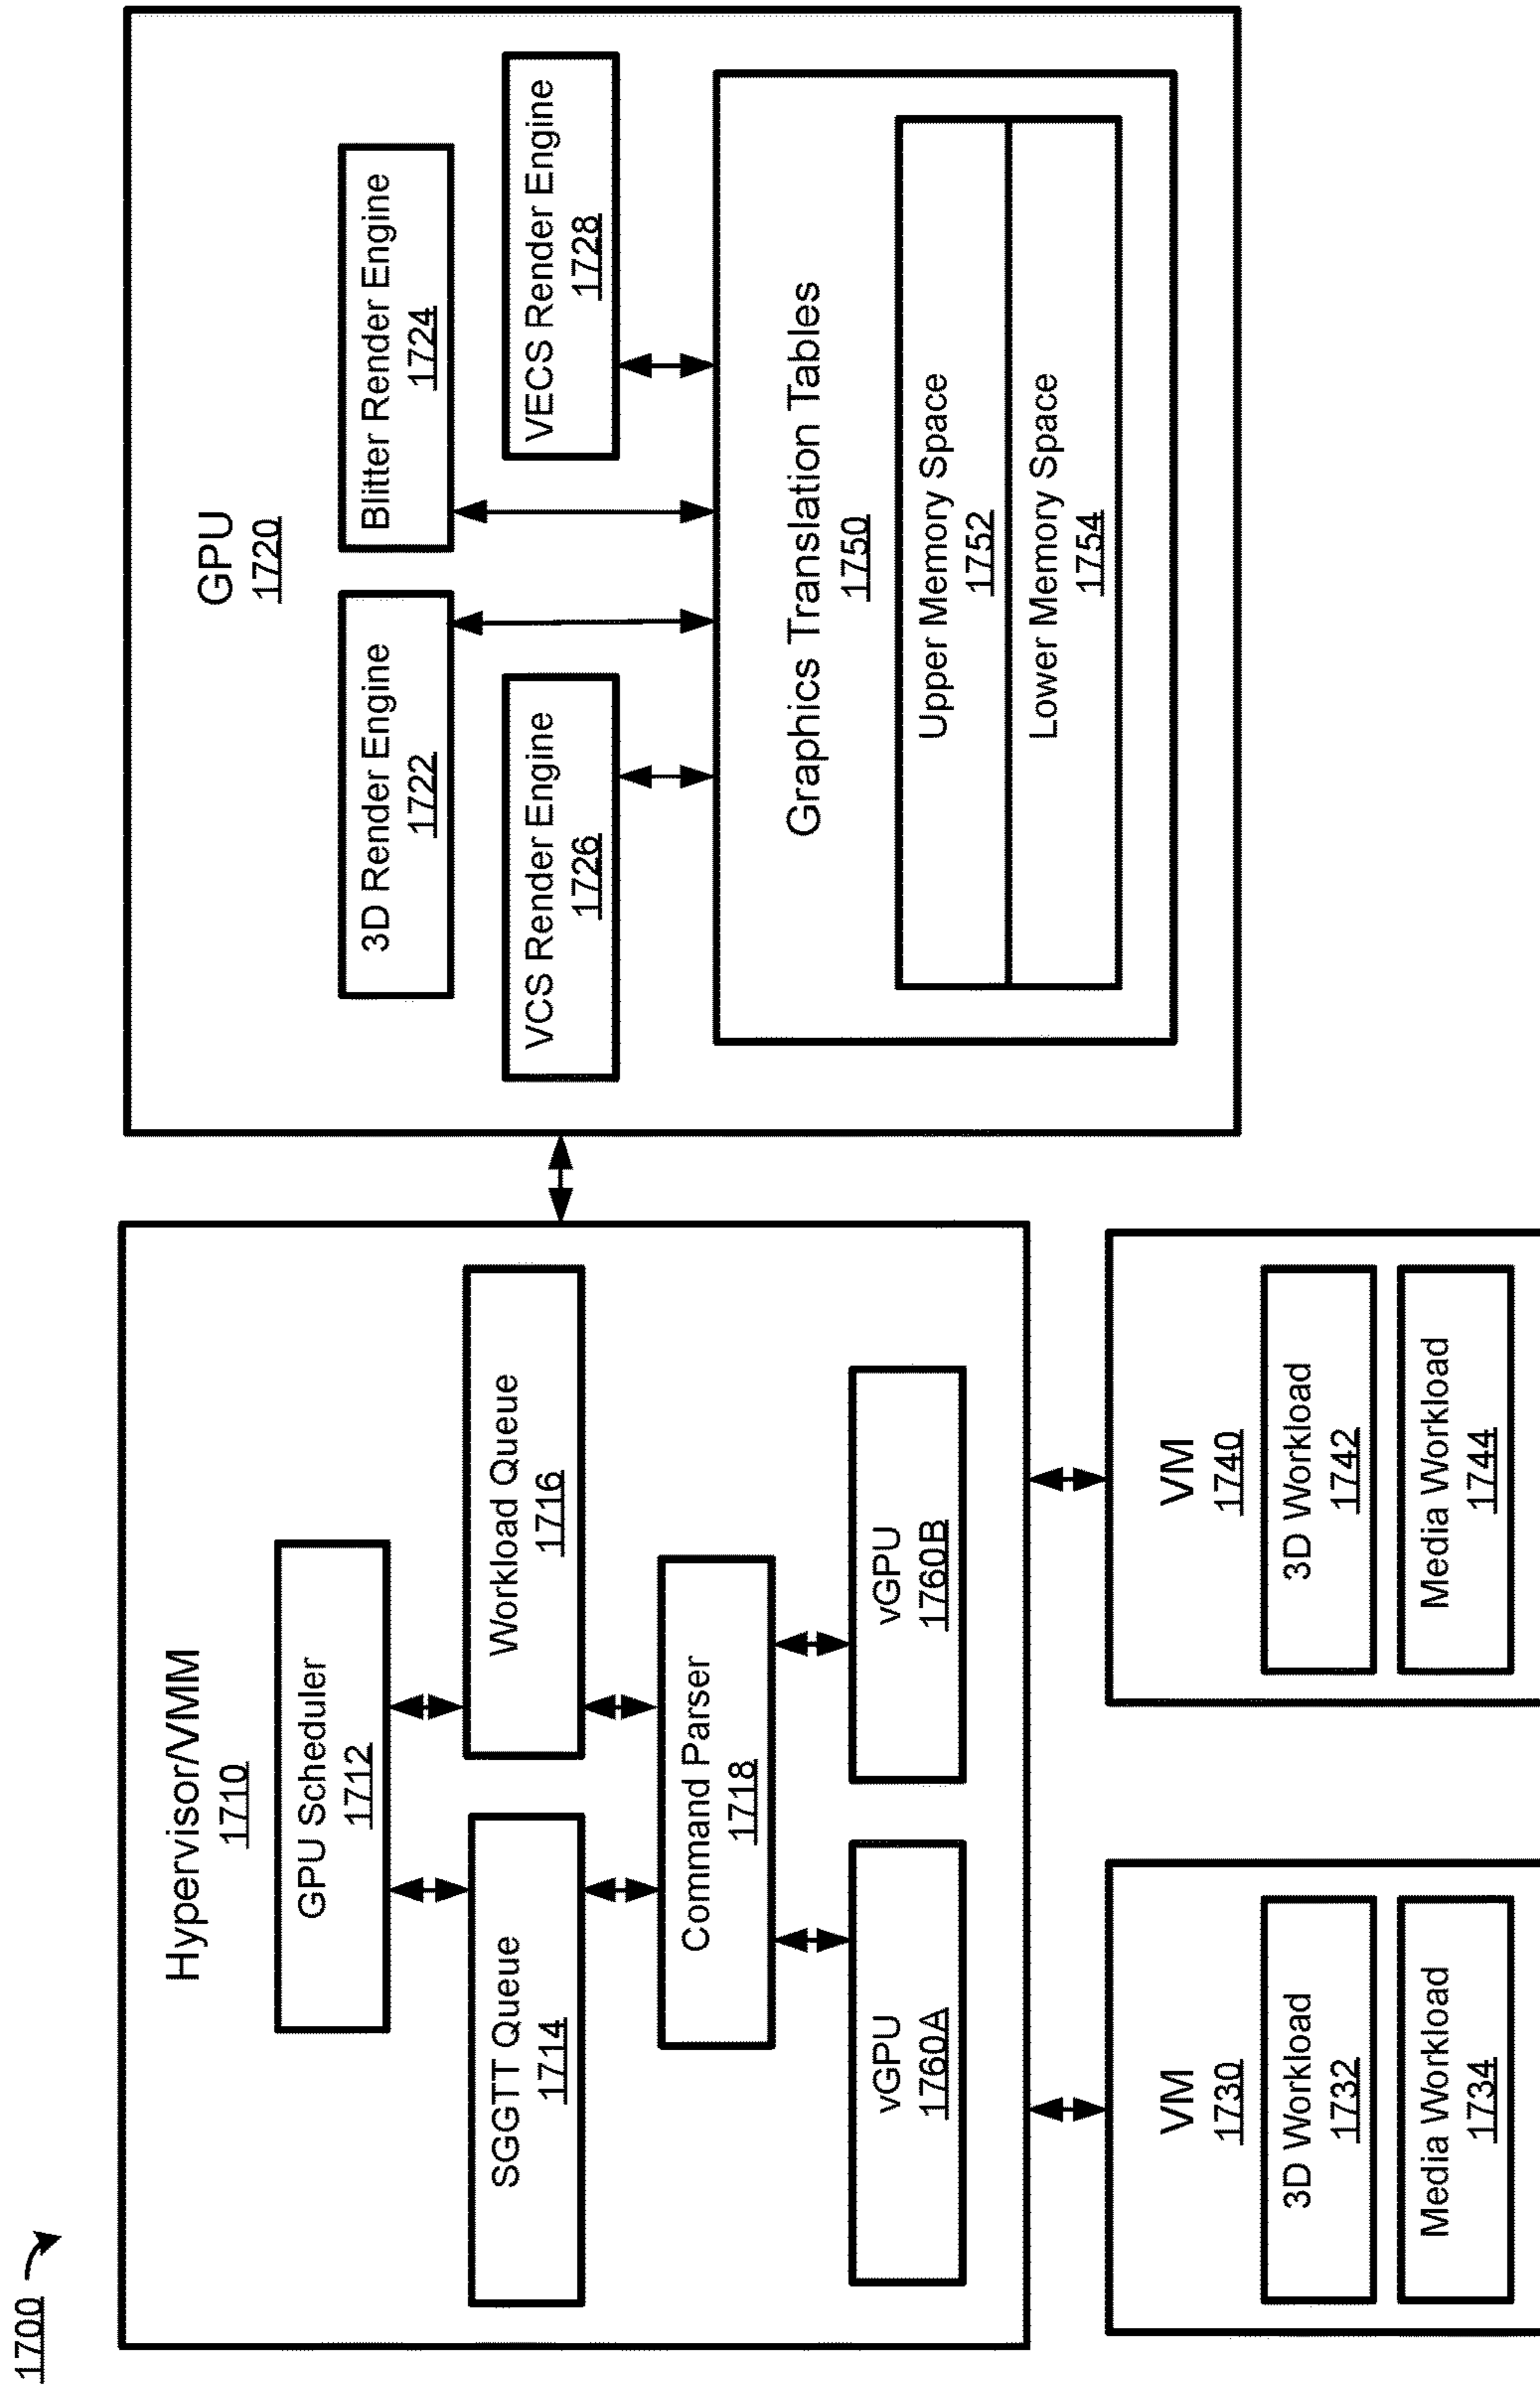 1700
Hypervisor/VMM
1710
GPU Scheduler
1712
SGGTT Queue
1714
Workload Queue
1716
Command Parser
1718
vGPU
1760A
vGPU
1760B
VM
1730
3D Workload
1732
Media Workload
1734
VM
1740
3D Workload
1742
Media Workload
1744
GPU
1720
3D Render Engine
1722
Blitter Render Engine
1724
VCS Render Engine
1726
VECS Render Engine
1728
Graphics Translation Tables
1750
Upper Memory Space
1752
Lower Memory Space
1754